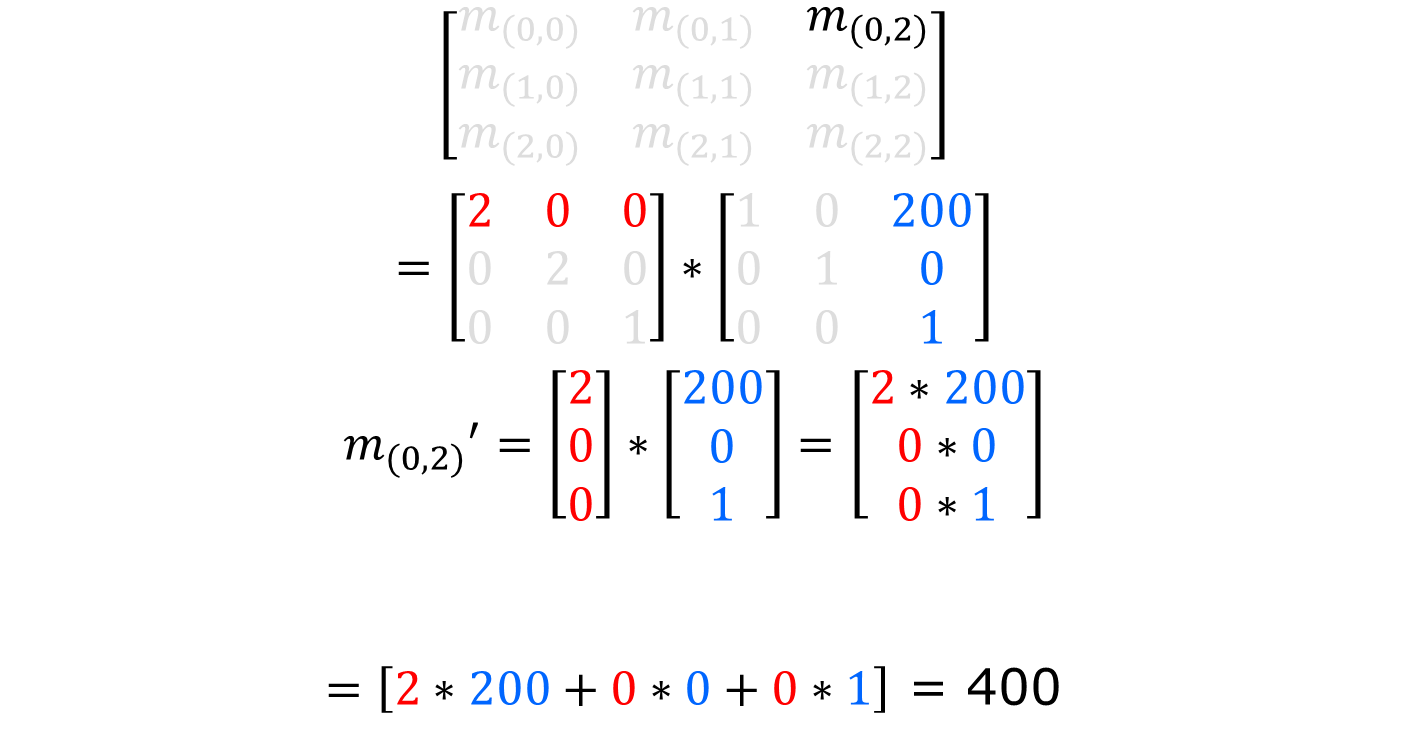 [m(0,0) m(0,1) m(0,2)]
[m(1,0) m(1,1) m(1,2)]
[m(2,0) m(2,1) m(2,2)]
= [2 0 0; 0 2 0; 0 0 1] * [1 0 200; 0 1 0; 0 0 1]
m(0,2)′ = [2; 0; 0] * [200; 0; 1] = [2 * 200; 0 * 0; 0 * 1]
= [2 * 200 + 0 * 0 + 0 * 1] = 400